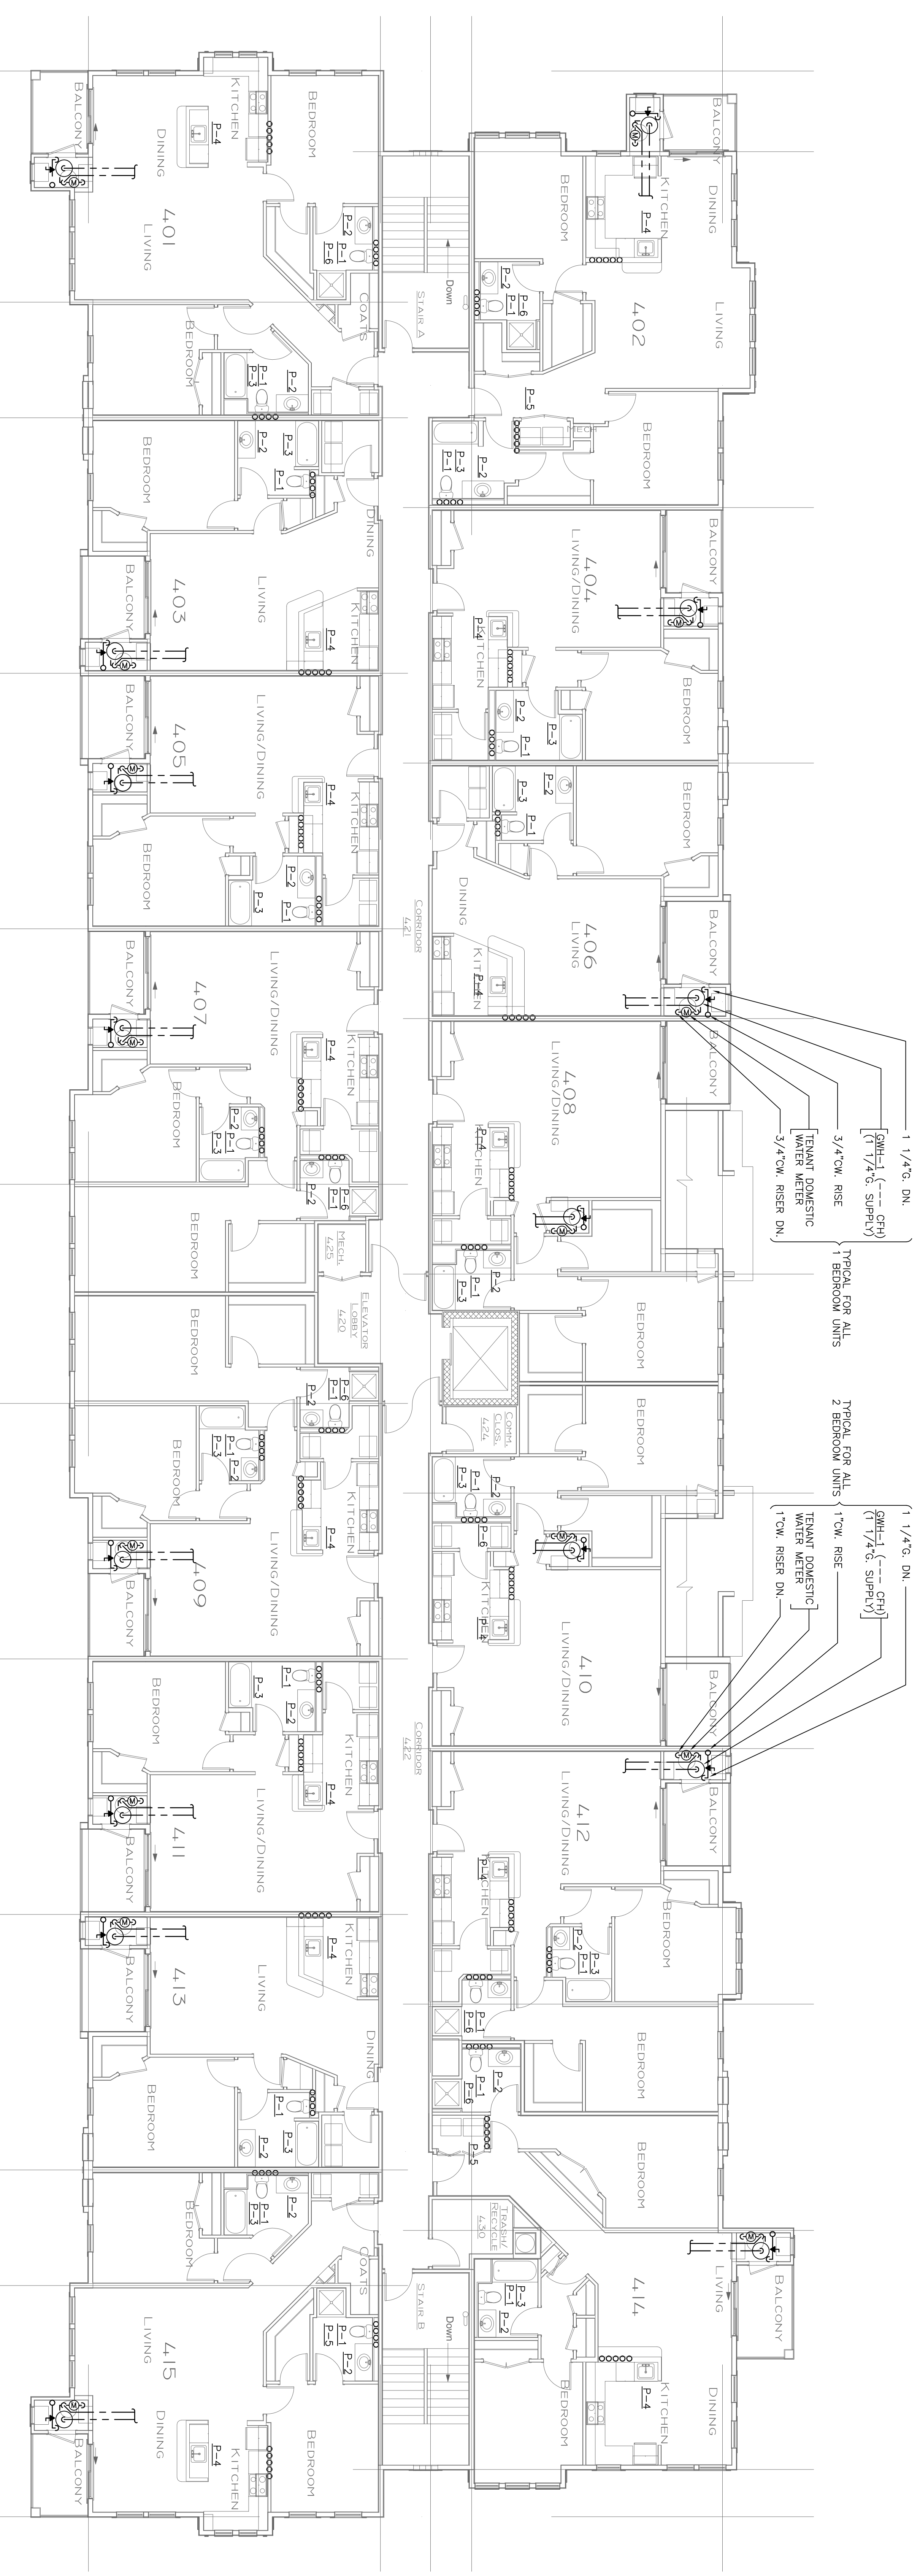 1 1/4"G. DN.
GWH-1 (--- CFH)
(1 1/4"G. SUPPLY)
3/4"CW. RISE
TENANT DOMESTIC
WATER METER
3/4"CW. RISER DN.
TYPICAL FOR ALL
1 BEDROOM UNITS
TYPICAL FOR ALL
2 BEDROOM UNITS
1 1/4"G. DN.
GWH-1 (--- CFH)
(1 1/4"G. SUPPLY)
1"CW. RISE
TENANT DOMESTIC
WATER METER
1"CW. RISER DN.
BALCONY
M
DINING
KITCHEN
P-4
LIVING
402
BEDROOM
P-2
P-6
P-1
P-5
MECH
BEDROOM
P-2
P-3
P-1
BALCONY
M
404
LIVING/DINING
KITCHEN
P-4
BEDROOM
P-3
P-2
P-1
BEDROOM
P-2
P-3
P-1
BALCONY
M
406
LIVING
DINING
KITCHEN
P-4
BALCONY
408
LIVING/DINING
KITCHEN
P-4
M
P-2
P-1
P-3
BEDROOM
BEDROOM
COMM.
CLOS.
424
P-2
P-1
P-3
M
P-6
KITCHEN
P-4
410
LIVING/DINING
BALCONY
M
BALCONY
412
LIVING/DINING
KITCHEN
P-4
BEDROOM
P-3
P-2
P-1
P-1
P-6
BEDROOM
P-2
P-1
P-6
P-5
BEDROOM
TRASH/
RECYCLE
430
M
BALCONY
LIVING
414
P-3
P-1
P-2
BEDROOM
KITCHEN
P-4
DINING
STAIR A
Down
CORRIDOR
421
ELEVATOR
LOBBY
420
CORRIDOR
422
STAIR B
Down
BALCONY
M
DINING
KITCHEN
P-4
BEDROOM
401
LIVING
P-2
P-1
P-6
COATS
BEDROOM
P-2
P-1
P-3
BEDROOM
P-2
P-3
P-1
DINING
403
LIVING
KITCHEN
P-4
BALCONY
M
BALCONY
M
405
LIVING/DINING
P-4
KITCHEN
BEDROOM
P-2
P-1
P-3
BALCONY
M
407
LIVING/DINING
KITCHEN
P-4
BEDROOM
P-2
P-1
P-3
P-6
P-1
P-2
MECH.
425
BEDROOM
BEDROOM
P-6
P-1
P-2
BEDROOM
P-1
P-3
P-2
KITCHEN
P-4
LIVING/DINING
409
M
BALCONY
BEDROOM
P-1
P-3
P-2
KITCHEN
P-4
LIVING/DINING
411
M
BALCONY
M
BALCONY
413
LIVING
KITCHEN
P-4
DINING
BEDROOM
P-1
P-3
P-2
BEDROOM
P-1
P-3
P-2
COATS
P-1
P-5
P-2
415
LIVING
DINING
M
BALCONY
KITCHEN
P-4
BEDROOM